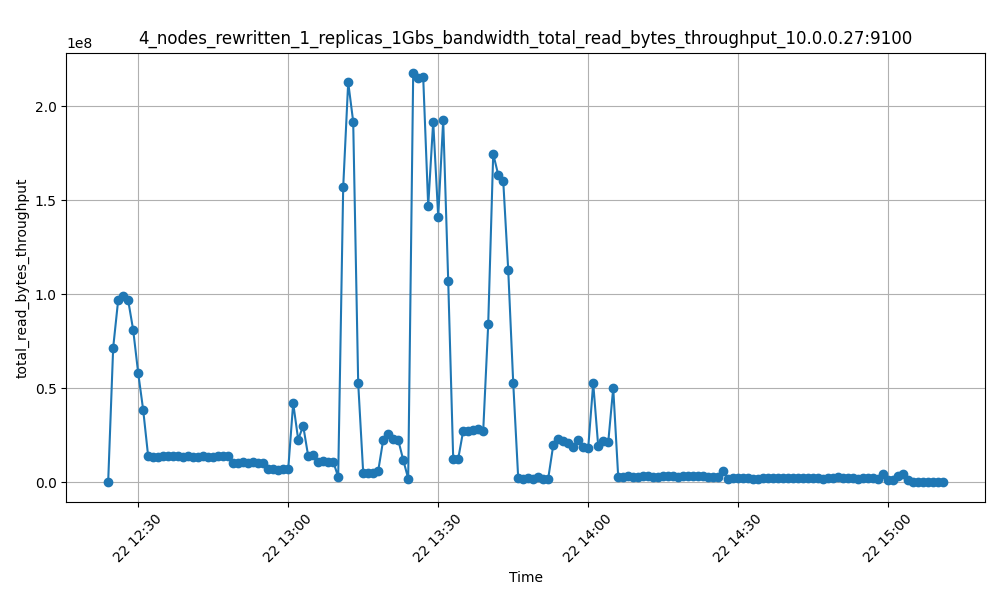 4_nodes_rewritten_1_replicas_1Gbs_bandwidth_total_read_bytes_throughput_10.0.0.27:9100
1e8
2.0
1.5
1.0
0.5
0.0
total_read_bytes_throughput
22 12:30
22 13:00
22 13:30
22 14:00
22 14:30
22 15:00
Time